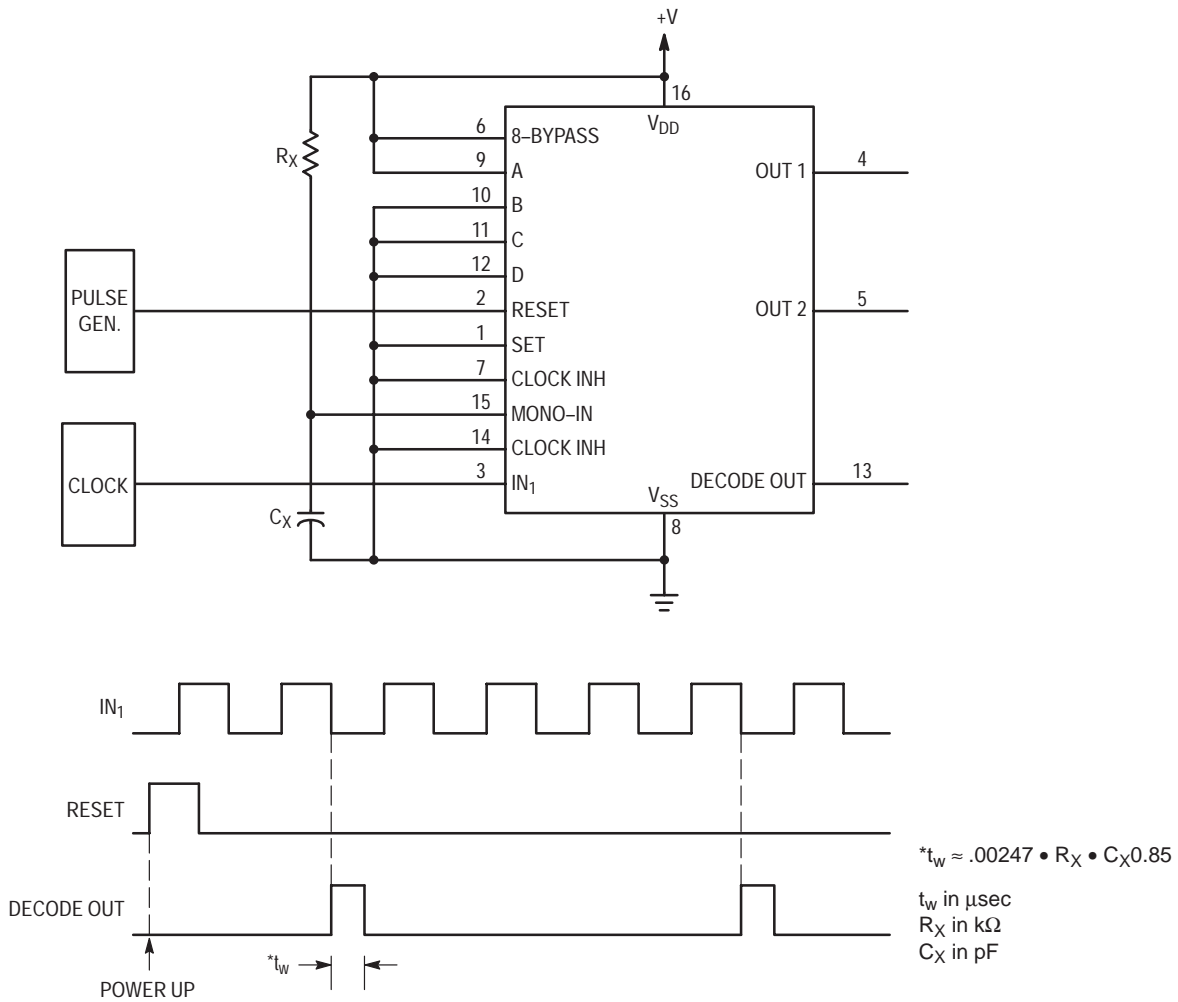 +V
16
VDD
6 8–BYPASS
RX
9 A
OUT 1 4
10 B
11 C
12 D
PULSE
GEN.
2 RESET
OUT 2 5
1 SET
7 CLOCK INH
15 MONO–IN
14 CLOCK INH
CLOCK
3 IN1
DECODE OUT 13
VSS
CX
8
IN1
RESET
*tw ≈ .00247 • RX • CX0.85
DECODE OUT
tw in μsec
RX in kΩ
CX in pF
*tw
POWER UP